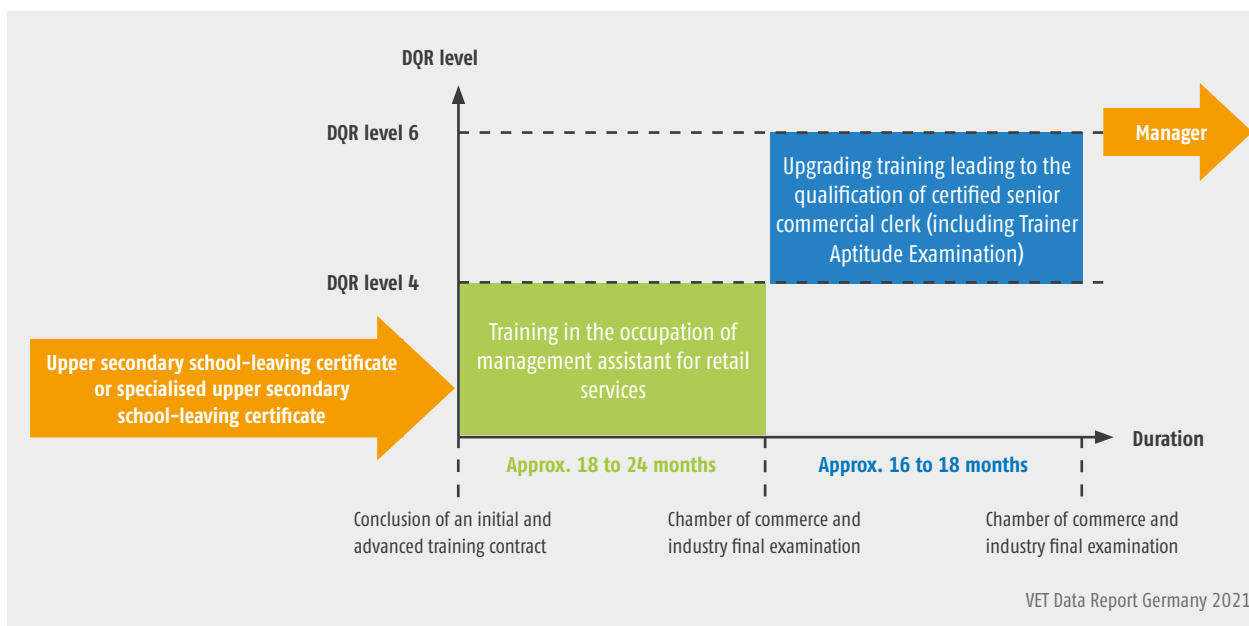 DQR level
DQR level 6
Manager
Upgrading training leading to the
qualification of certified senior
commercial clerk (including Trainer
Aptitude Examination)
DQR level 4
Training in the occupation of
management assistant for retail
services
Upper secondary school-leaving certificate
or specialised upper secondary
school-leaving certificate
Duration
Approx. 18 to 24 months
Approx. 16 to 18 months
Conclusion of an initial and
advanced training contract
Chamber of commerce and
industry final examination
Chamber of commerce and
industry final examination
VET Data Report Germany 2021